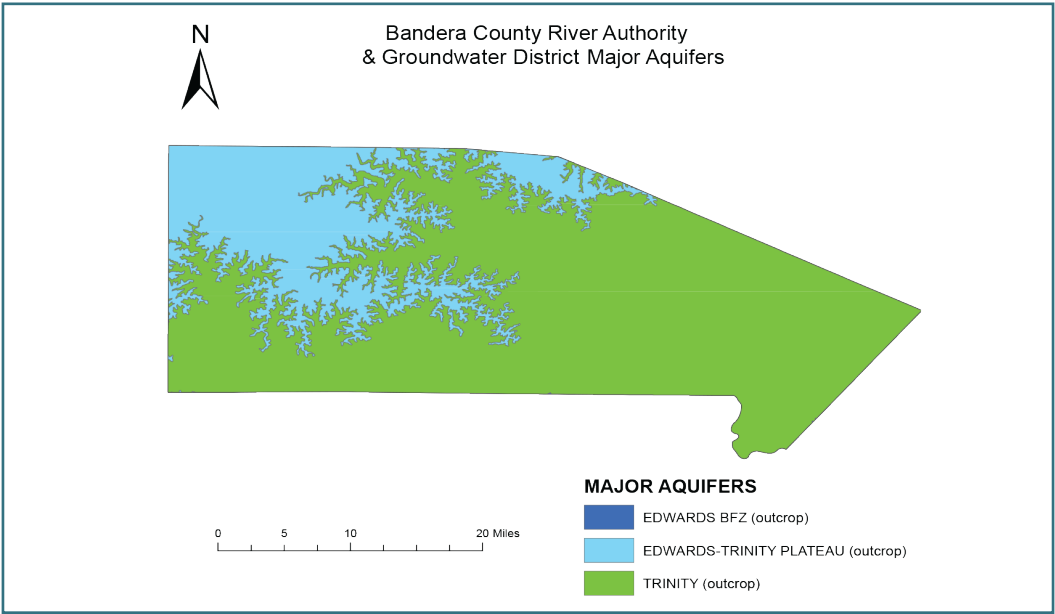 Bandera County River Authority
& Groundwater District Major Aquifers
N
MAJOR AQUIFERS
EDWARDS BFZ (outcrop)
EDWARDS-TRINITY PLATEAU (outcrop)
TRINITY (outcrop)
0 5 10 20 Miles